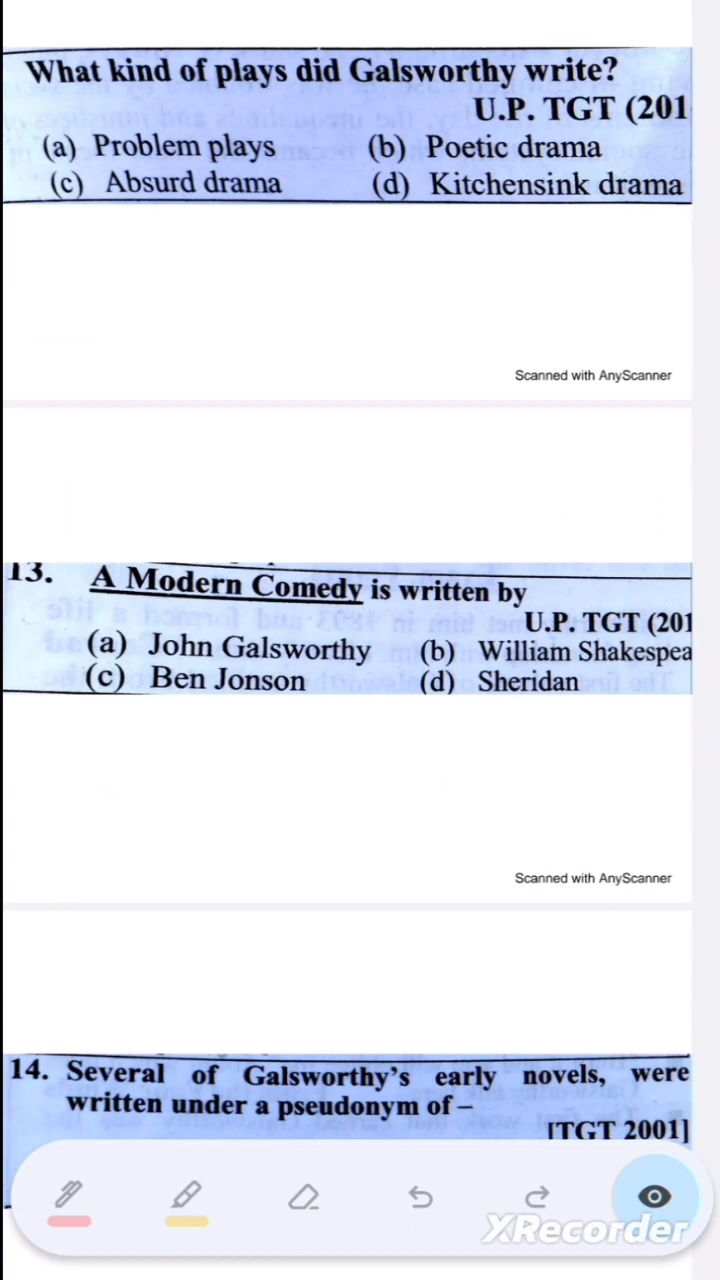 What kind of plays did Galsworthy write?
U.P. TGT (201
(a) Problem plays (b) Poetic drama
(c) Absurd drama (d) Kitchensink drama
Scanned with AnyScanner
13. A Modern Comedy is written by
U.P. TGT (201
(a) John Galsworthy (b) William Shakespea
(c) Ben Jonson (d) Sheridan
Scanned with AnyScanner
14. Several of Galsworthy's early novels, were
written under a pseudonym of –
[TGT 2001]
XRecorder